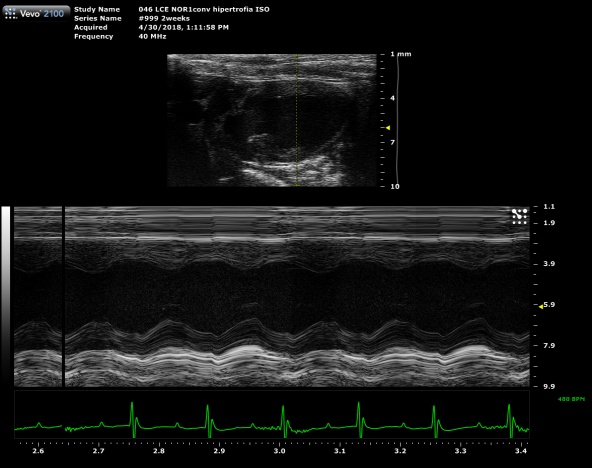 Vevo 2100
Study Name 046 LCE NOR1conv hipertrofia ISO
Series Name #999 2weeks
Acquired 4/30/2018, 1:11:58 PM
Frequency 40 MHz
1 mm
4
7
10
1.1
1.9
3.9
5.9
7.9
9.9
460 BPM
2.6 2.7 2.8 2.9 3.0 3.1 3.2 3.3 3.4